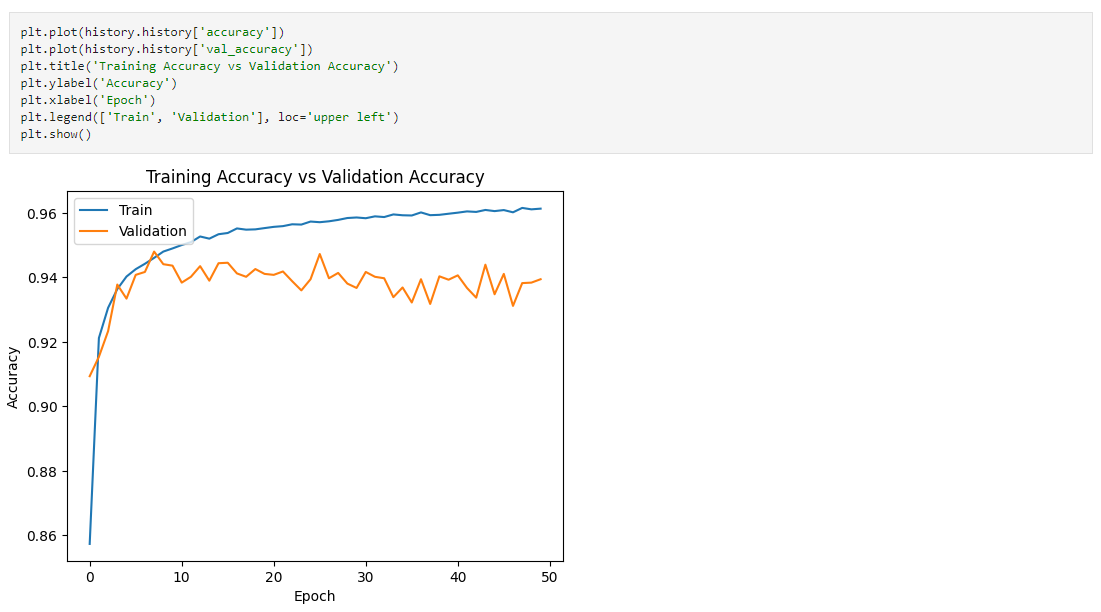 plt.plot(history.history['accuracy'])
plt.plot(history.history['val_accuracy'])
plt.title('Training Accuracy vs Validation Accuracy')
plt.ylabel('Accuracy')
plt.xlabel('Epoch')
plt.legend(['Train', 'Validation'], loc='upper left')
plt.show()
Training Accuracy vs Validation Accuracy
Train
Validation
0.96
0.94
0.92
0.90
0.88
0.86
Accuracy
0 10 20 30 40 50
Epoch